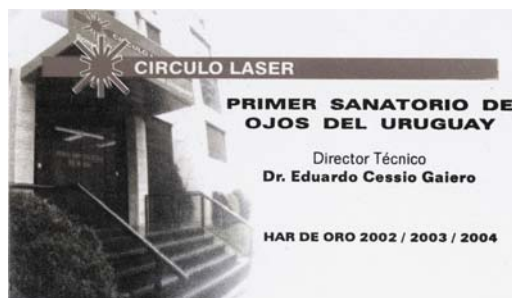 CIRCULO LASER
PRIMER SANATORIO DE
OJOS DEL URUGUAY
Director Técnico
Dr. Eduardo Cessio Gaiero
HAR DE ORO 2002 / 2003 / 2004